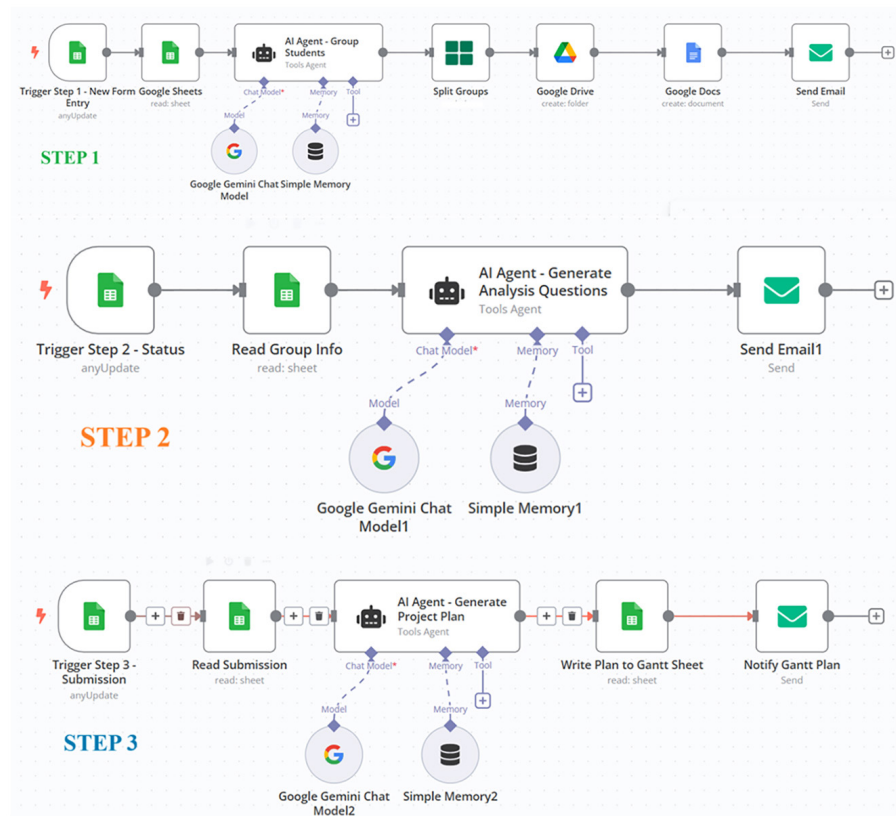 Trigger Step 1 - New Form
Entry
anyUpdate
Google Sheets
read: sheet
AI Agent - Group
Students
Tools Agent
Chat Model*
Memory
Tool
Model
Memory
Google Gemini Chat
Model
Simple Memory
Split Groups
Google Drive
create: folder
Google Docs
create: document
Send Email
Send
STEP 1
Trigger Step 2 - Status
anyUpdate
Read Group Info
read: sheet
AI Agent - Generate
Analysis Questions
Tools Agent
Chat Model*
Memory
Tool
Model
Memory
Google Gemini Chat
Model1
Simple Memory1
Send Email1
Send
STEP 2
Trigger Step 3 -
Submission
anyUpdate
Read Submission
read: sheet
AI Agent - Generate
Project Plan
Tools Agent
Chat Model*
Memory
Tool
Model
Memory
Google Gemini Chat
Model2
Simple Memory2
Write Plan to Gantt Sheet
read: sheet
Notify Gantt Plan
Send
STEP 3